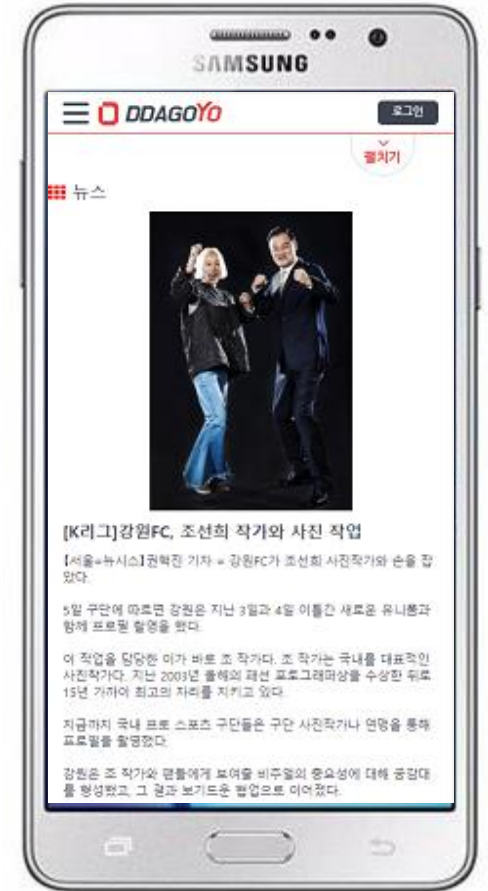 SAMSUNG
DDAGOYO
로그인
펼치기
뉴스
[K리그]강원FC, 조선희 작가와 사진 작업
【서울=뉴시스】권혁진 기자 = 강원FC가 조선희 사진작가와 손을 잡
았다.
5일 구단에 따르면 강원은 지난 3일과 4일 이틀간 새로운 유니폼과
함께 프로필 촬영을 했다.
이 작업을 담당한 이가 바로 조 작가다. 조 작가는 국내를 대표적인
사진작가다. 지난 2003년 올해의 패션 포토그래퍼상을 수상한 뒤로
15년 가까이 최고의 자리를 지키고 있다.
지금까지 국내 프로 스포츠 구단들은 구단 사진작가나 연맹을 통해
프로필을 촬영했다.
강원은 조 작가와 팬들에게 보여줄 비주얼의 중요성에 대해 공감대
를 형성했고, 그 결과 보기드문 협업으로 이어졌다.